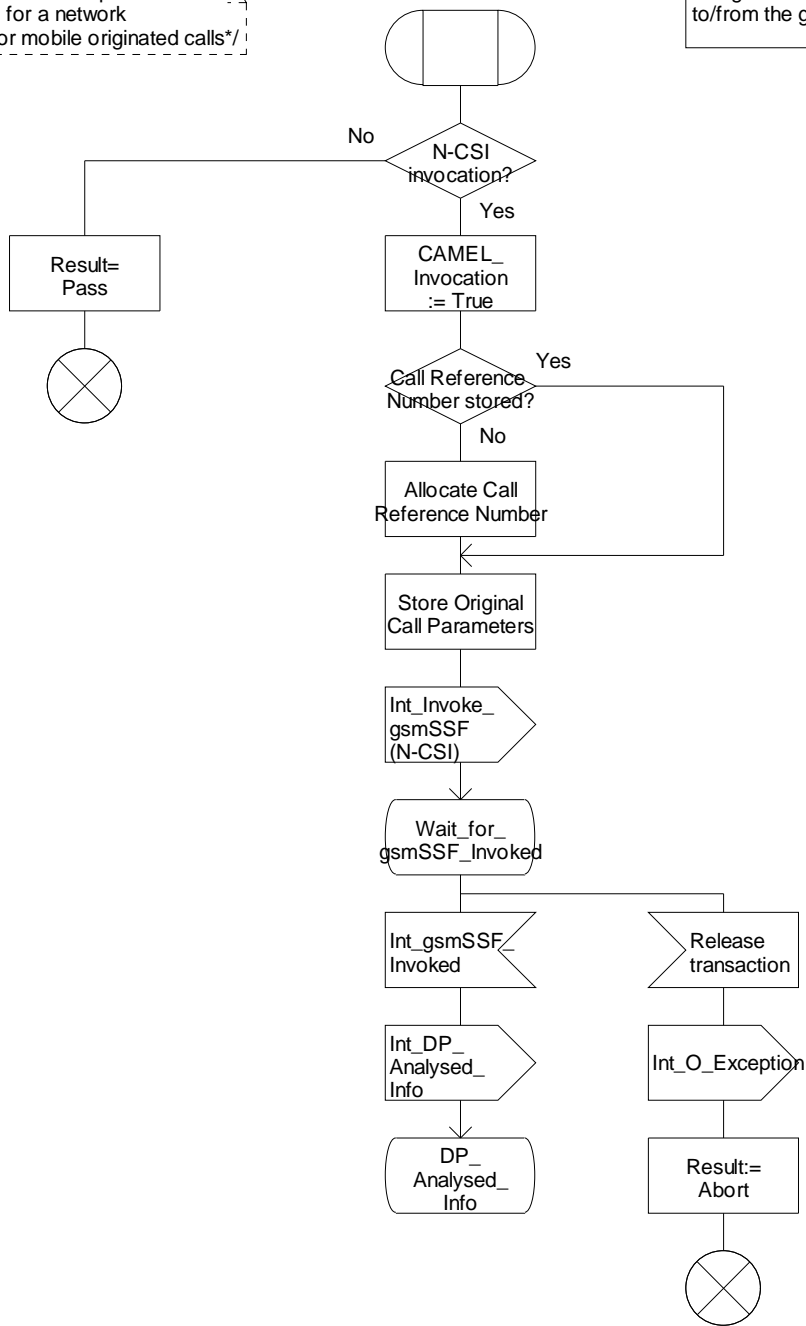 for a network
or mobile originated calls*/
to/from the g
No
N-CSI
invocation?
Yes
Result=
Pass
CAMEL_
Invocation
:= True
Call Reference
Number stored?
Yes
No
Allocate Call
Reference Number
Store Original
Call Parameters
Int_Invoke_
gsmSSF
(N-CSI)
Wait_for_
gsmSSF_Invoked
Int_gsmSSF_
Invoked
Release
transaction
Int_DP_
Analysed_
Info
Int_O_Exception
DP_
Analysed_
Info
Result:=
Abort